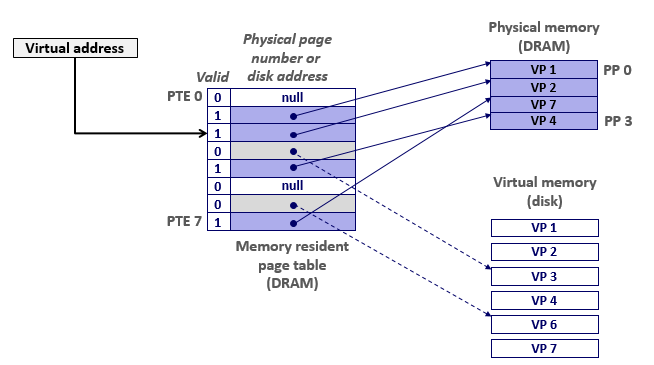 Virtual address
Physical page
number or
disk address
Valid
PTE 0
0
null
1
1
0
1
0
null
0
PTE 7
1
Memory resident
page table
(DRAM)
Physical memory
(DRAM)
VP 1
PP 0
VP 2
VP 7
VP 4
PP 3
Virtual memory
(disk)
VP 1
VP 2
VP 3
VP 4
VP 6
VP 7